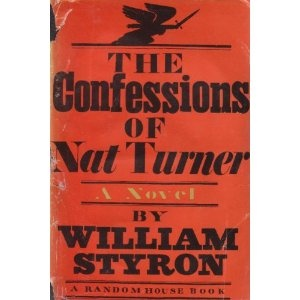 THE
Confessions
OF
Nat Turner
A Novel
BY
WILLIAM
STYRON
A RANDOM HOUSE BOOK